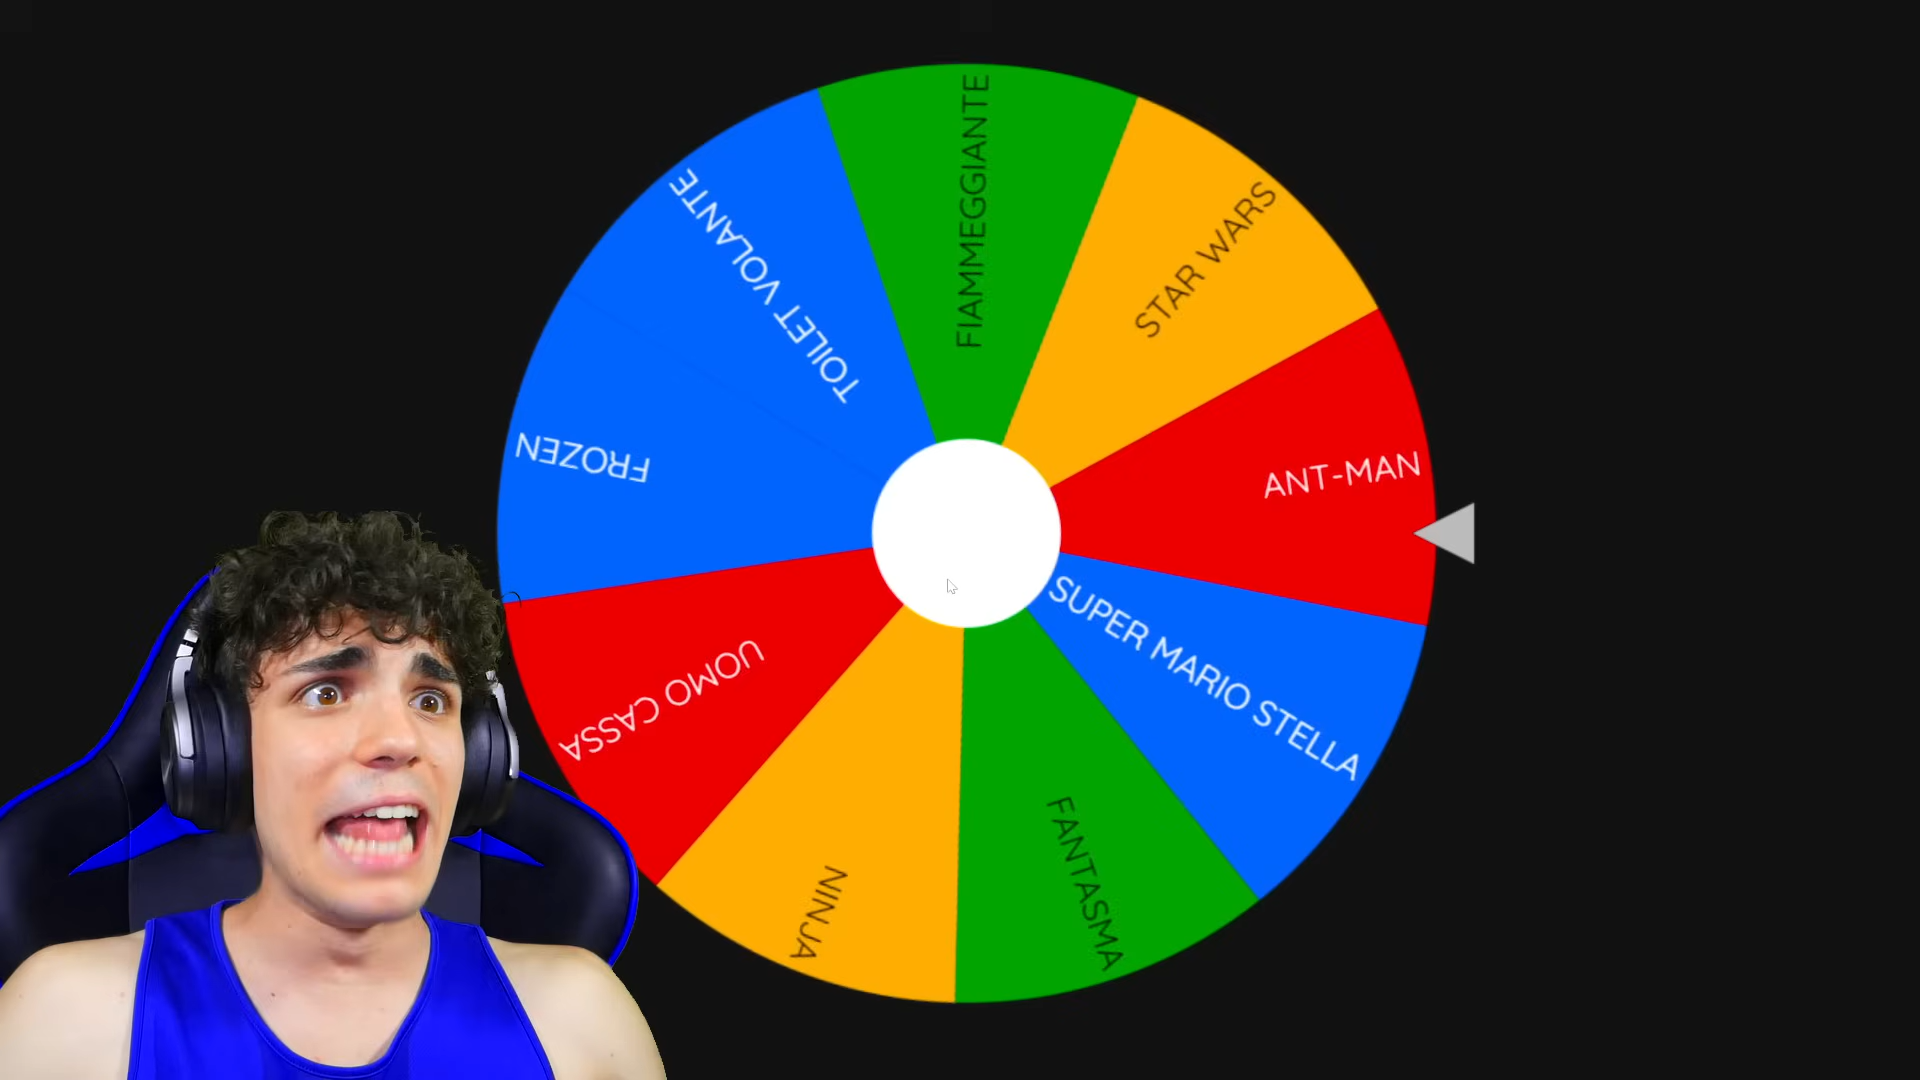 FIAMMEGGIANTE
STAR WARS
ANT-MAN
SUPER MARIO STELLA
FANTASMA
NINJA
UOMO CASSA
FROZEN
TOILET VOLANTE